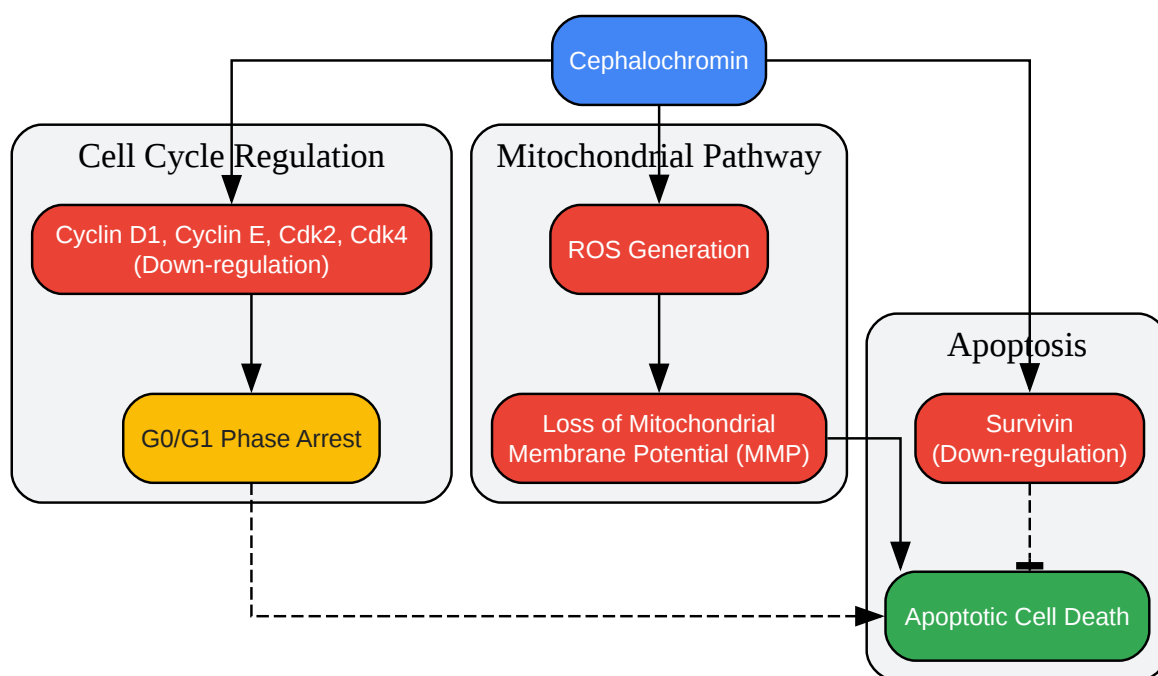 Cephalochromin
Cell Cycle Regulation
Mitochondrial Pathway
Cyclin D1, Cyclin E, Cdk2, Cdk4
(Down-regulation)
ROS Generation
Apoptosis
G0/G1 Phase Arrest
Loss of Mitochondrial
Membrane Potential (MMP)
Survivin
(Down-regulation)
Apoptotic Cell Death